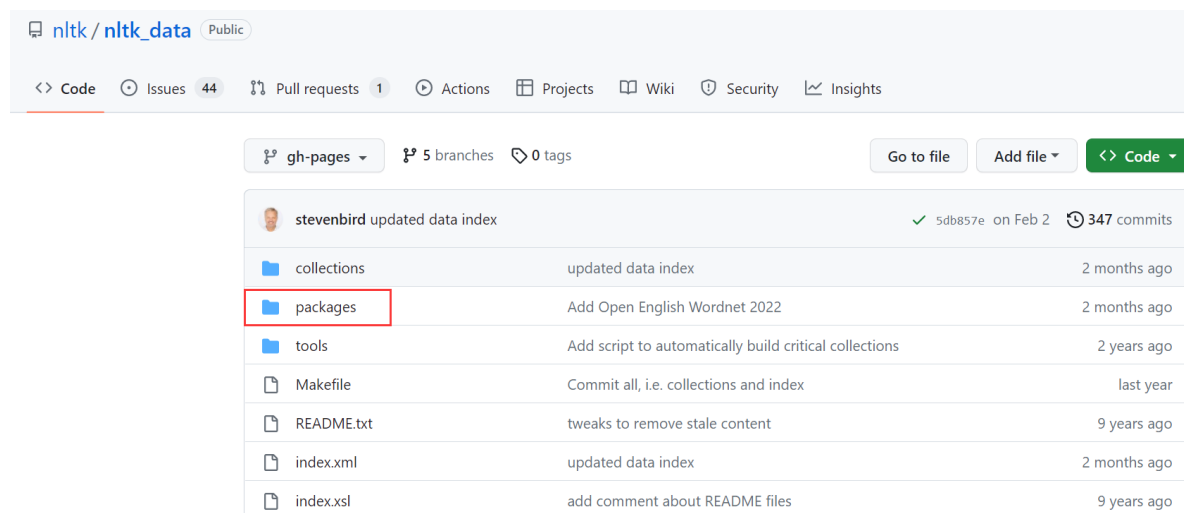 nltk / nltk_data Public
Code Issues 44 Pull requests 1 Actions Projects Wiki Security Insights
gh-pages 5 branches 0 tags Go to file Add file Code
stevenbird updated data index 5db857e on Feb 2 347 commits
collections updated data index 2 months ago
packages Add Open English Wordnet 2022 2 months ago
tools Add script to automatically build critical collections 2 years ago
Makefile Commit all, i.e. collections and index last year
README.txt tweaks to remove stale content 9 years ago
index.xml updated data index 2 months ago
index.xsl add comment about README files 9 years ago